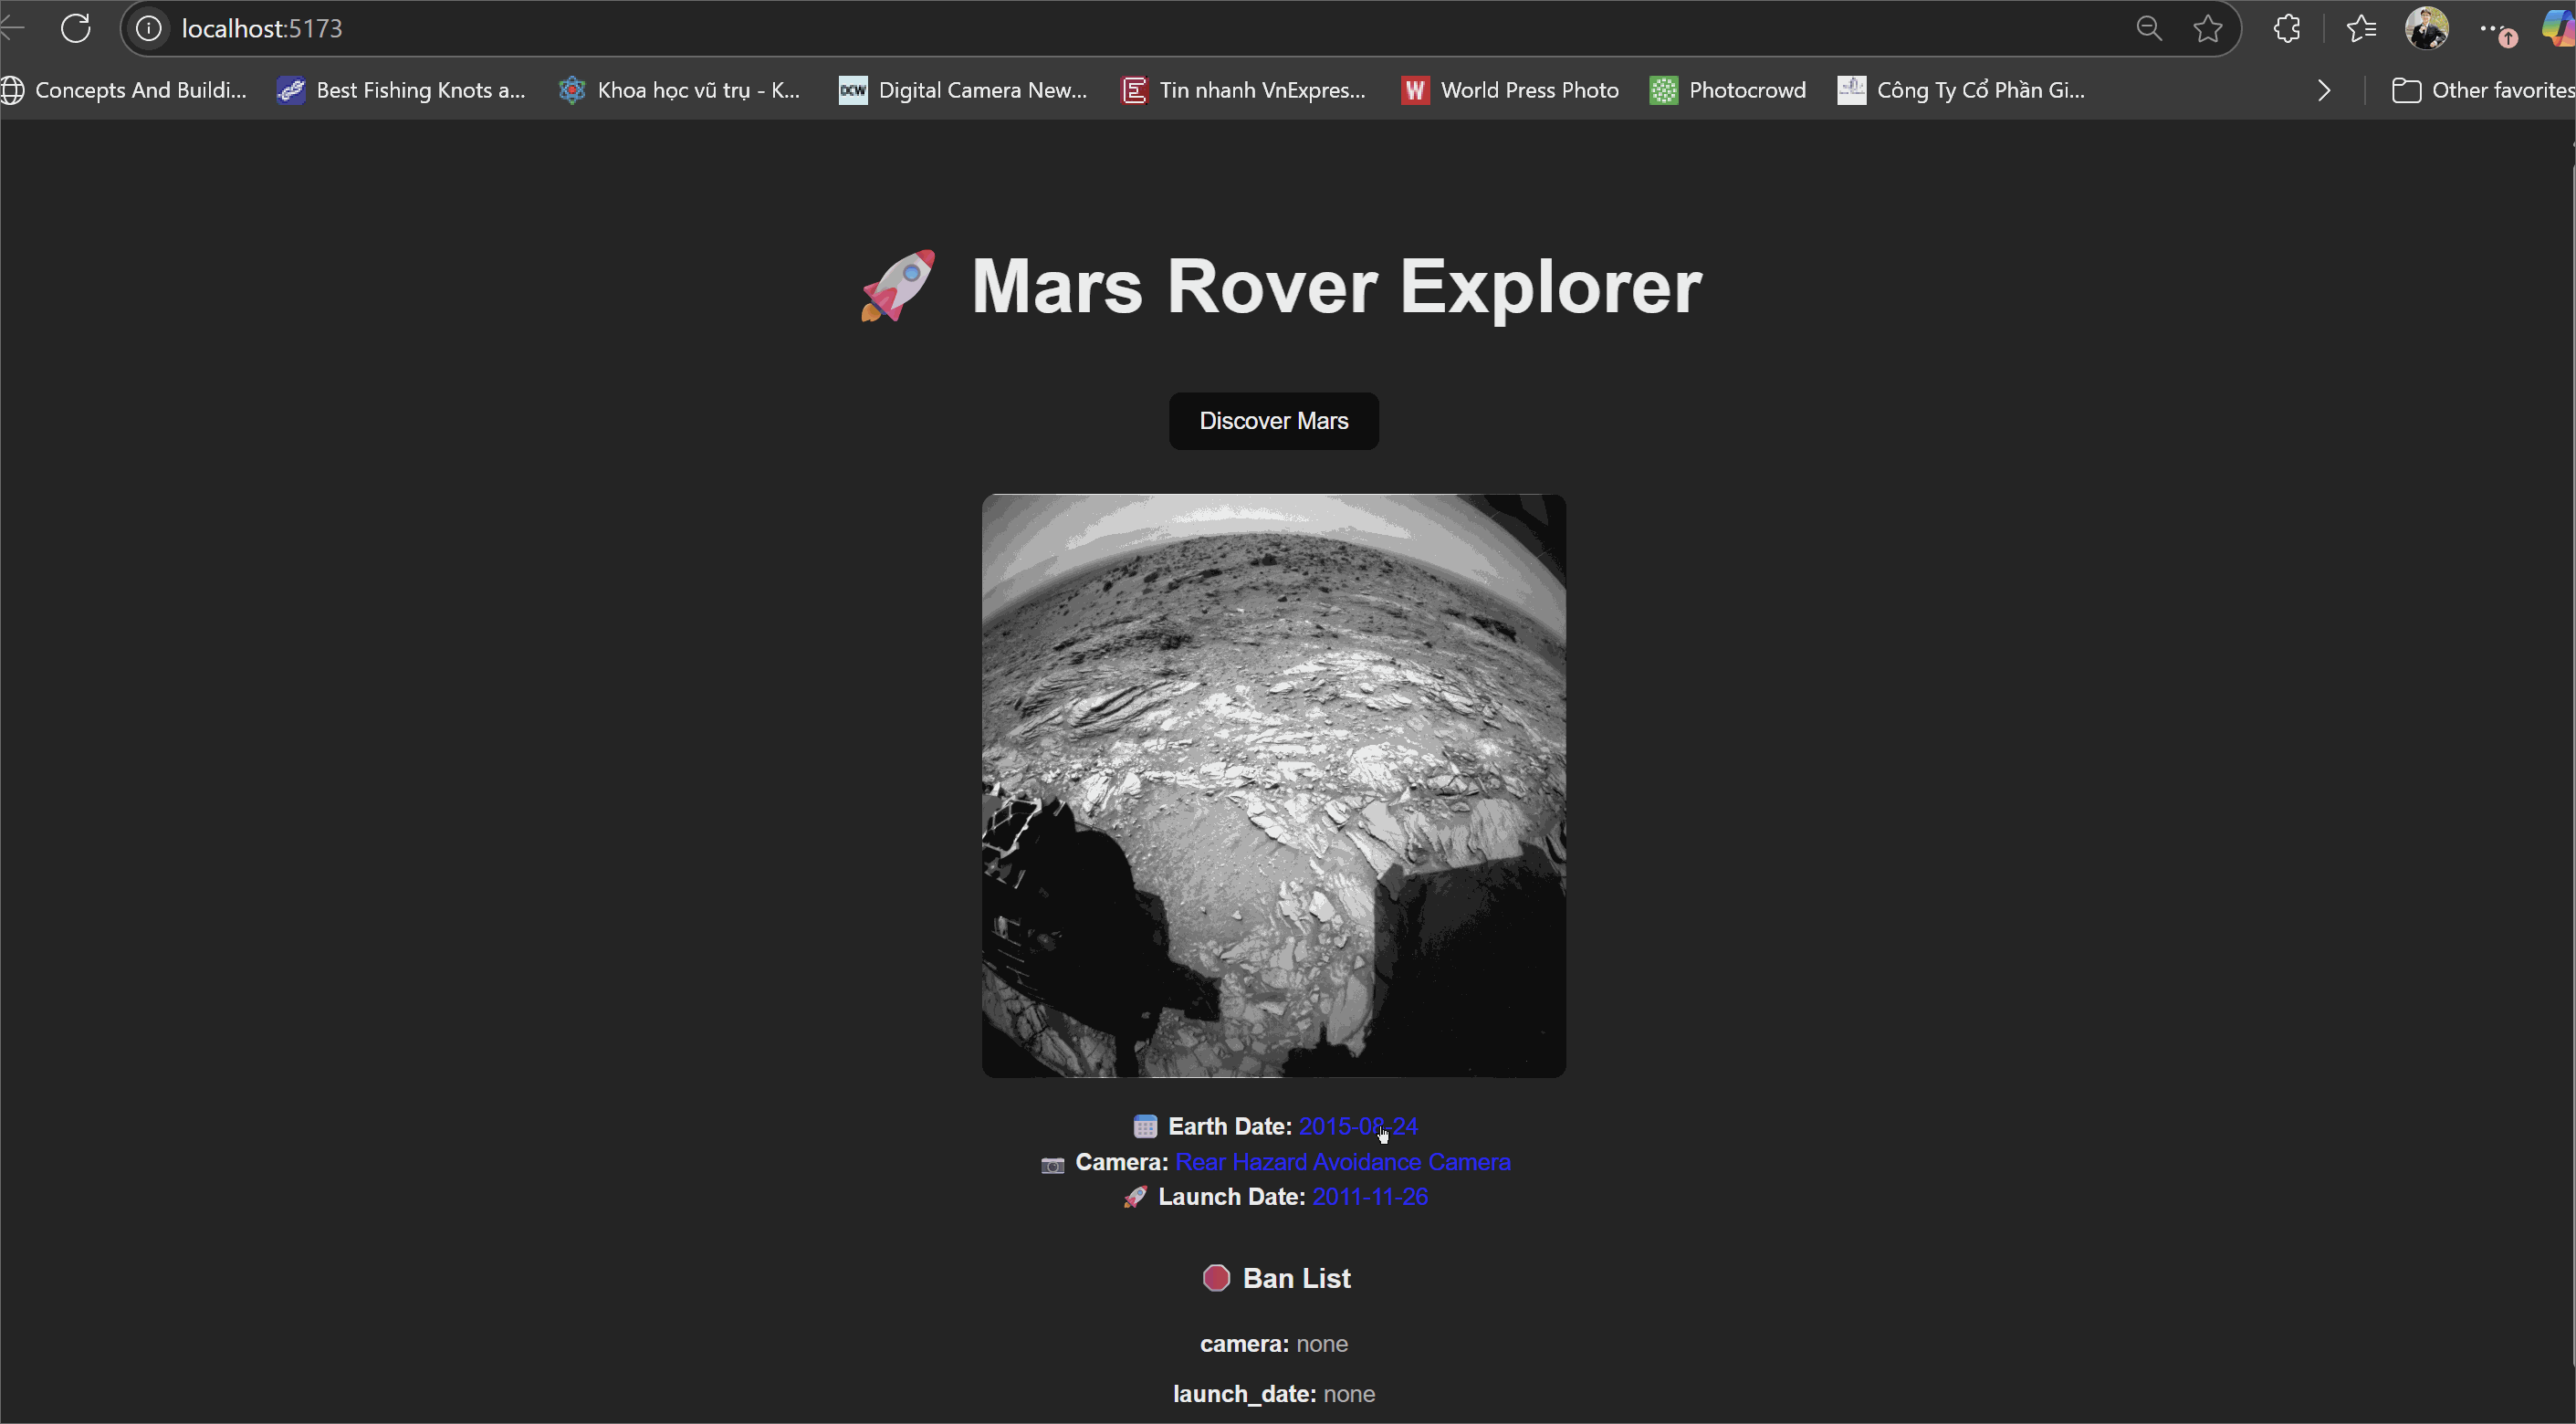 localhost:5173
Concepts And Buildi... Best Fishing Knots a... Khoa học vũ trụ - K... DCW Digital Camera New... E Tin nhanh VnExpres... W World Press Photo Photocrowd Công Ty Cổ Phần Gi... Other favorites
Mars Rover Explorer
Discover Mars
Earth Date: 2015-08-24
Camera: Rear Hazard Avoidance Camera
Launch Date: 2011-11-26
Ban List
camera: none
launch_date: none